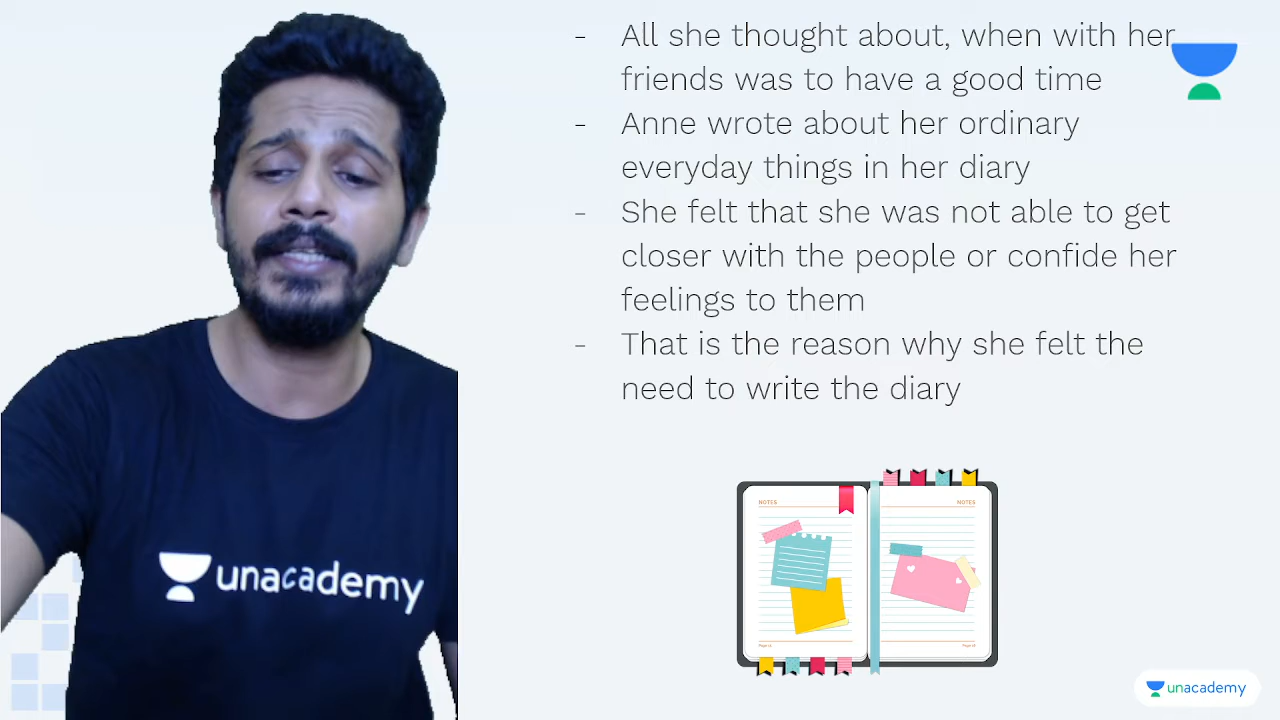 - All she thought about, when with her
friends was to have a good time
- Anne wrote about her ordinary
everyday things in her diary
- She felt that she was not able to get
closer with the people or confide her
feelings to them
- That is the reason why she felt the
need to write the diary
NOTES
NOTES
unacademy
unacademy